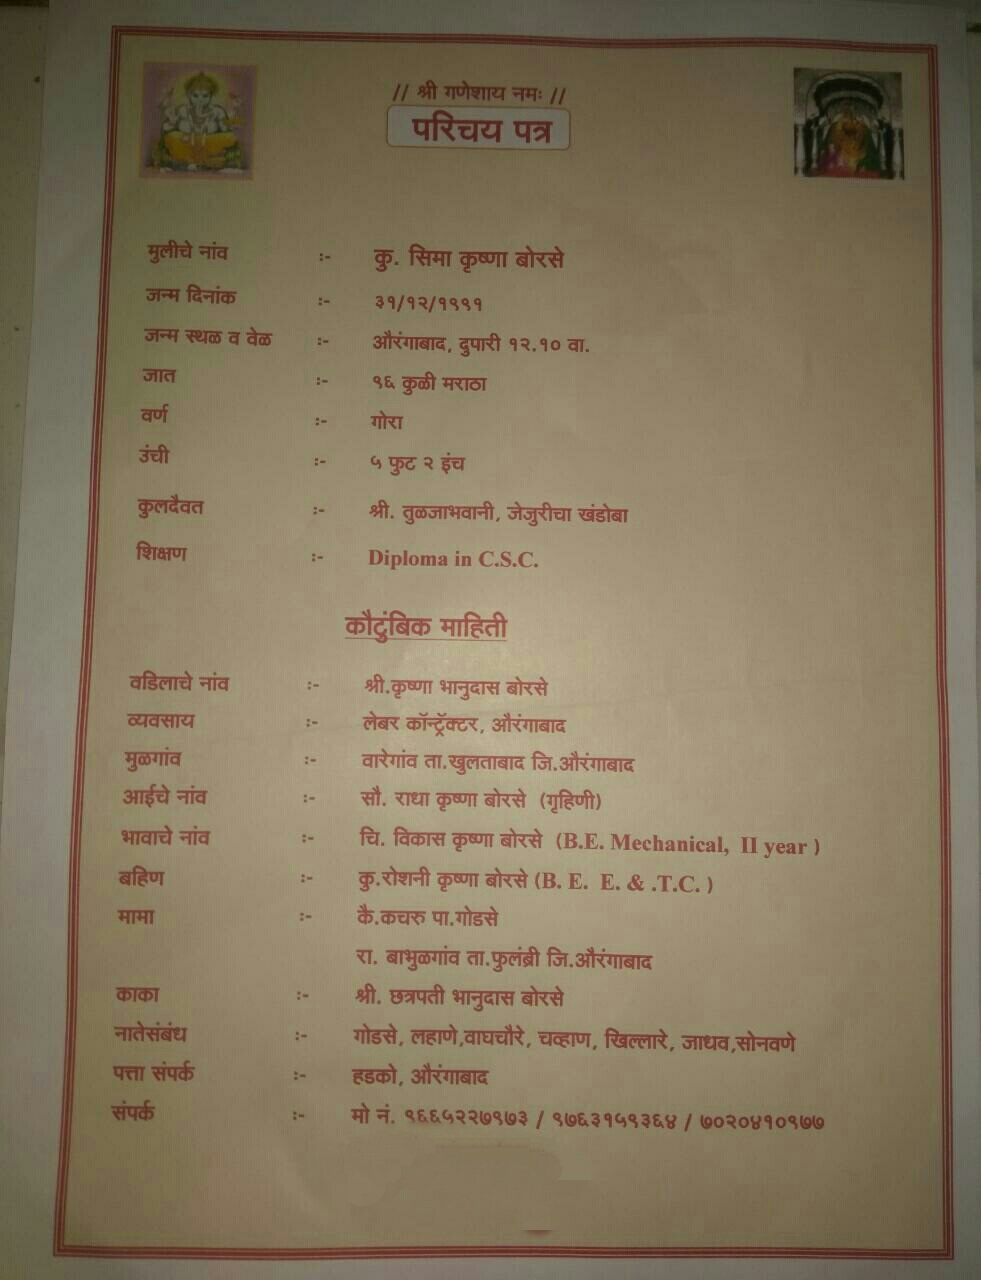 // श्री गणेशाय नमः //
परिचय पत्र
मुलीचे नांव :- कु. सिमा कृष्णा बोरसे
जन्म दिनांक :- ३१/१२/१९९१
जन्म स्थळ व वेळ :- औरंगाबाद, दुपारी १२.१० वा.
जात :- ९६ कुळी मराठा
वर्ण :- गोरा
उंची :- ५ फुट २ इंच
कुलदैवत :- श्री. तुळजाभवानी, जेजुरीचा खंडोबा
शिक्षण :- Diploma in C.S.C.
कौटुंबिक माहिती
वडिलाचे नांव :- श्री.कृष्णा भानुदास बोरसे
व्यवसाय :- लेबर कॉन्ट्रॅक्टर, औरंगाबाद
मुळगांव :- वारेगांव ता.खुलताबाद जि.औरंगाबाद
आईचे नांव :- सौ. राधा कृष्णा बोरसे (गृहिणी)
भावाचे नांव :- चि. विकास कृष्णा बोरसे (B.E. Mechanical, II year )
बहिण :- कु.रोशनी कृष्णा बोरसे (B. E. E. & .T.C. )
मामा :- कै.कचरु पा.गोडसे
रा. बाभुळगांव ता.फुलंब्री जि.औरंगाबाद
काका :- श्री. छत्रपती भानुदास बोरसे
नातेसंबंध :- गोडसे, लहाणे,वाघचौरे, चव्हाण, खिल्लारे, जाधव,सोनवणे
पत्ता संपर्क :- हडको, औरंगाबाद
संपर्क :- मो नं. ९६६५२२७९७३ / ९७६३१५९३६४ / ७०२०४१०९७७